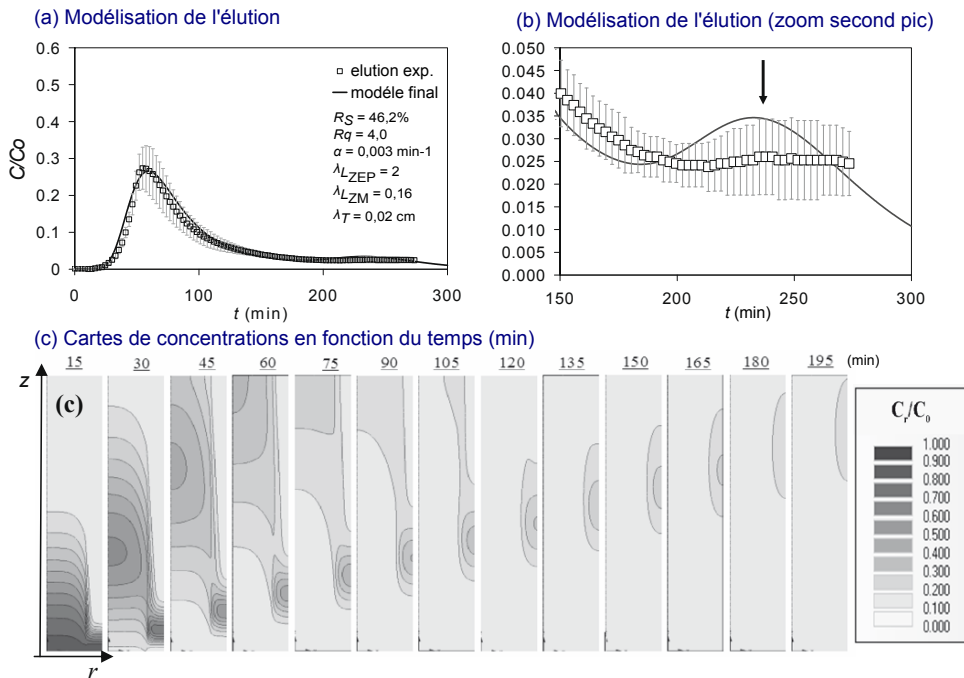 (a) Modélisation de l'élution
0.6
0.5
0.4
0.3
0.2
0.1
0
C/Co
0
100
200
300
t (min)
elution exp.
modéle final
RS = 46,2%
Rq = 4,0
α = 0,003 min-1
λLZEP = 2
λLZM = 0,16
λT = 0,02 cm
(b) Modélisation de l'élution (zoom second pic)
0.050
0.045
0.040
0.035
0.030
0.025
0.020
0.015
0.010
0.005
0.000
150
200
250
300
t (min)
(c) Cartes de concentrations en fonction du temps (min)
15 30 45 60 75 90 105 120 135 150 165 180 195 (min)
z
(c)
r
Cr/C0
1.000
0.900
0.800
0.700
0.600
0.500
0.400
0.300
0.200
0.100
0.000